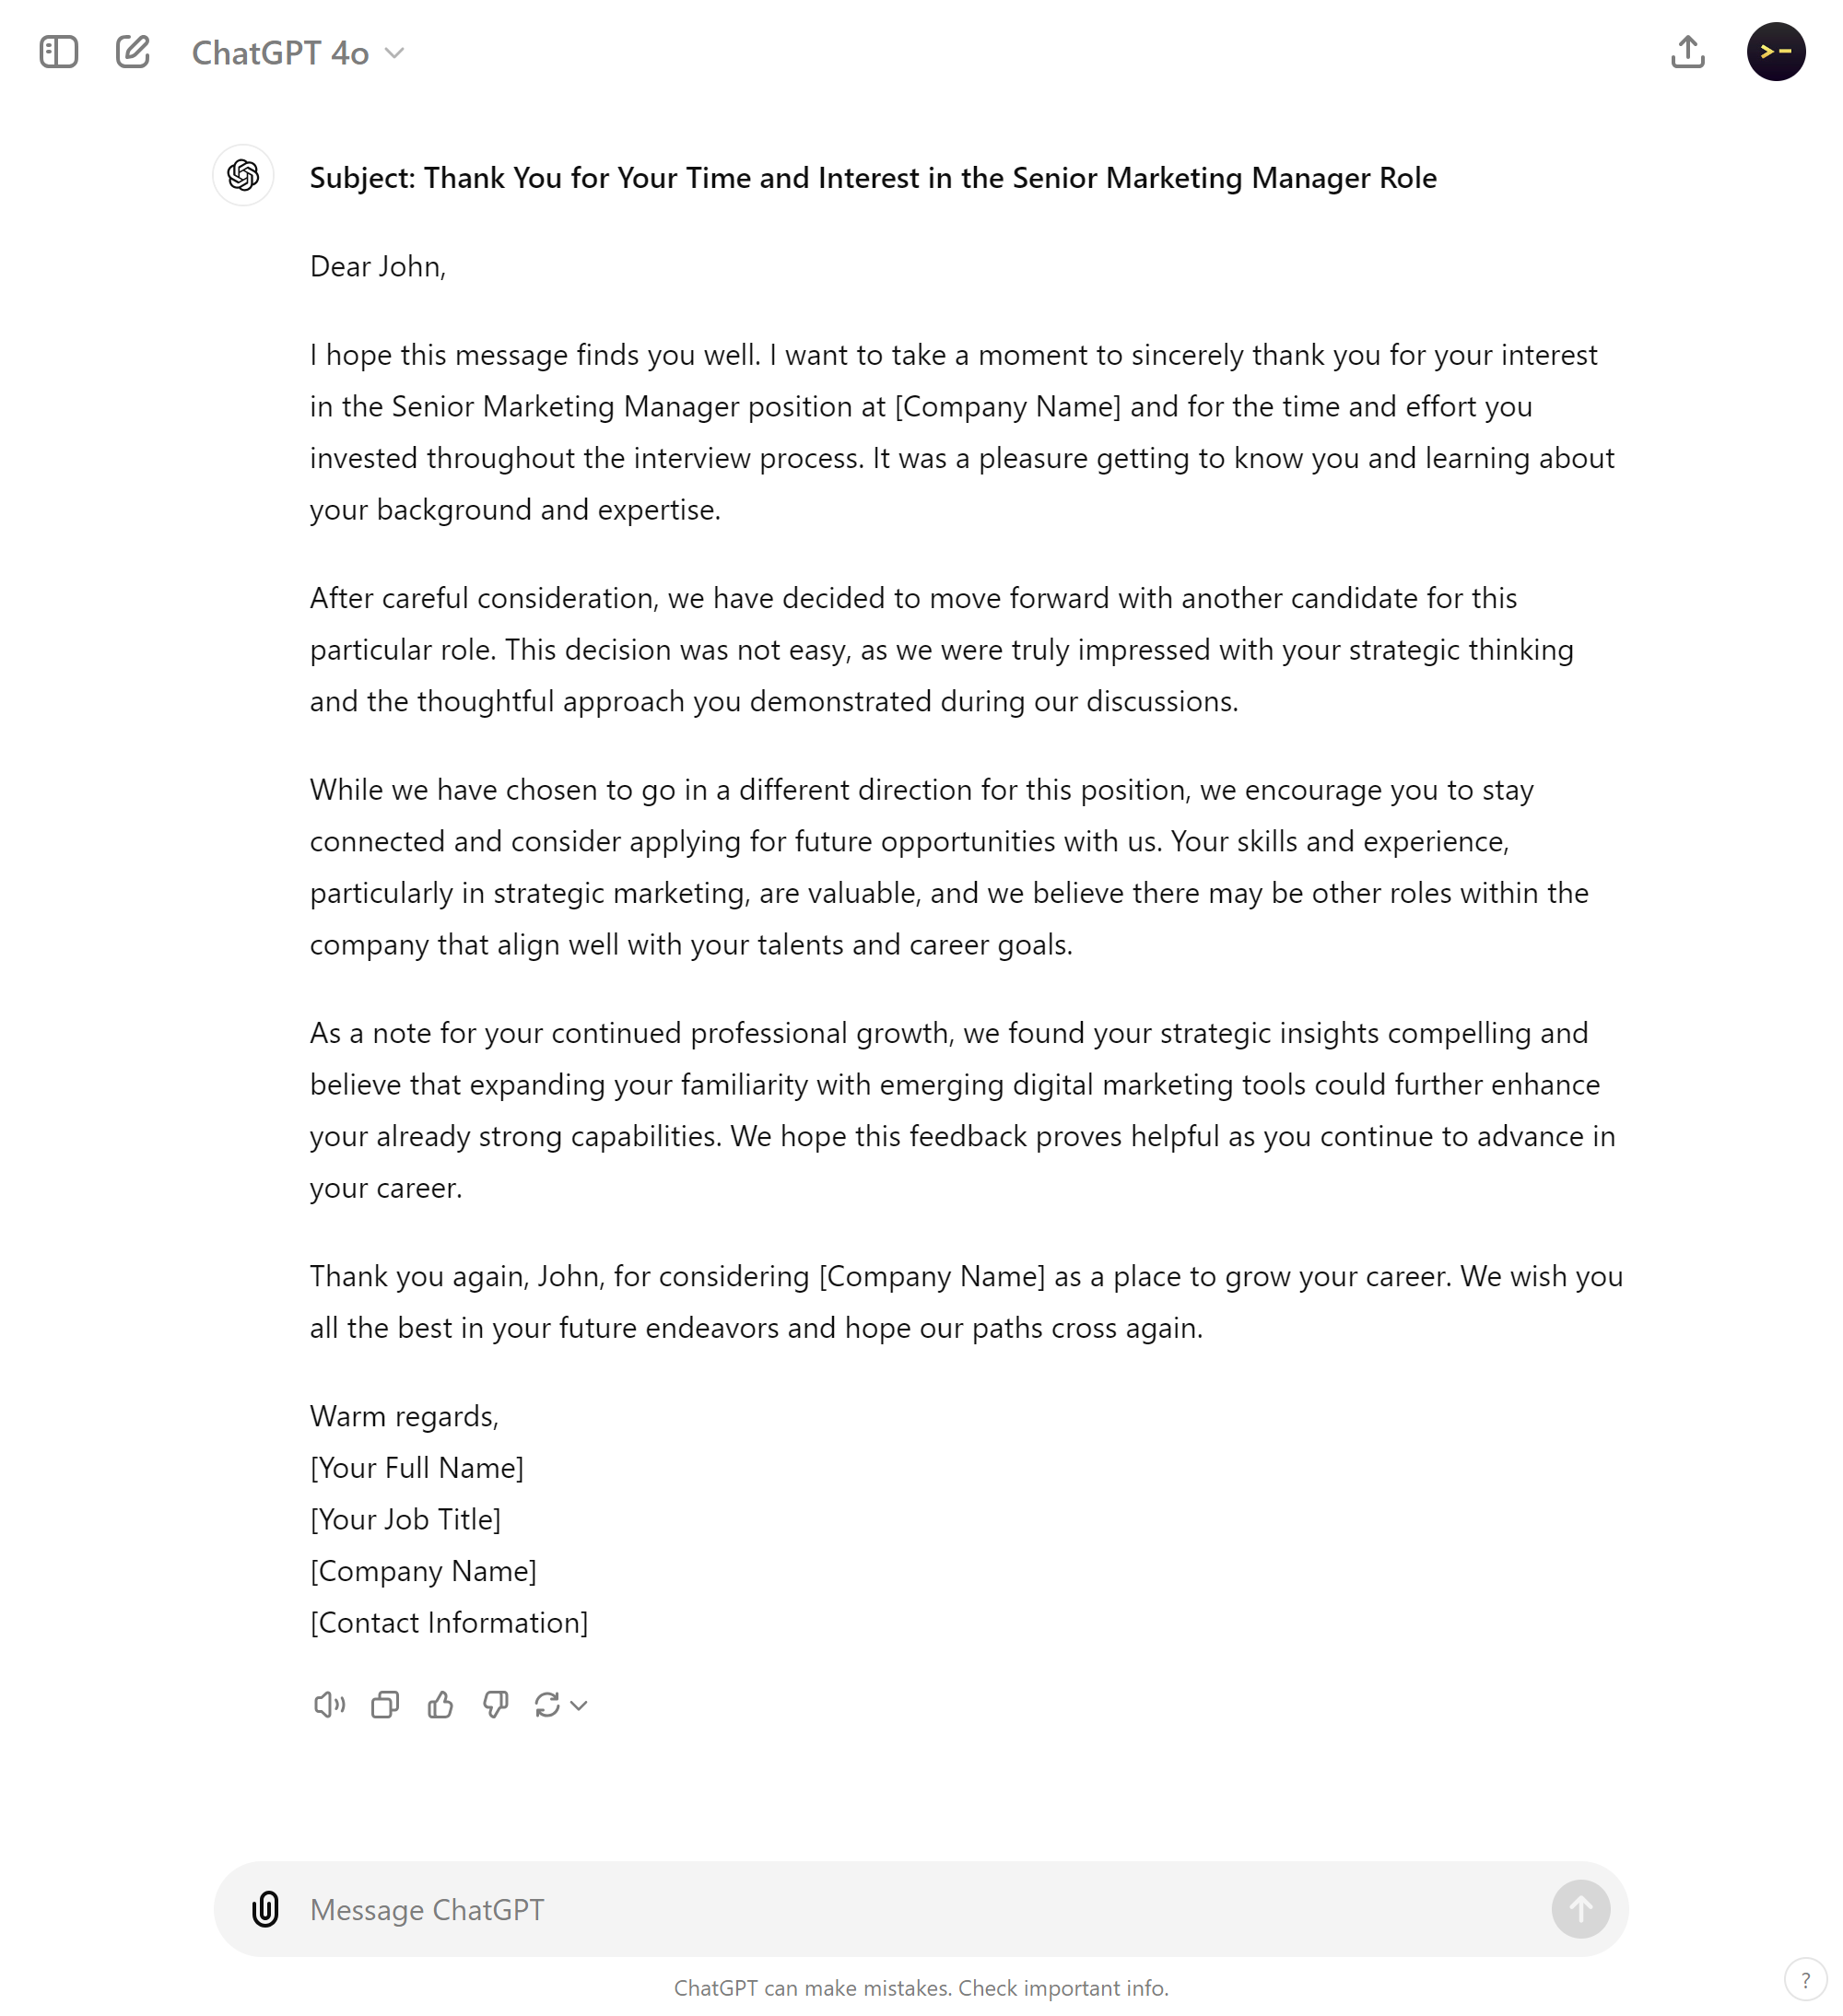 ChatGPT 4o
>-
Subject: Thank You for Your Time and Interest in the Senior Marketing Manager Role
Dear John,
I hope this message finds you well. I want to take a moment to sincerely thank you for your interest
in the Senior Marketing Manager position at [Company Name] and for the time and effort you
invested throughout the interview process. It was a pleasure getting to know you and learning about
your background and expertise.
After careful consideration, we have decided to move forward with another candidate for this
particular role. This decision was not easy, as we were truly impressed with your strategic thinking
and the thoughtful approach you demonstrated during our discussions.
While we have chosen to go in a different direction for this position, we encourage you to stay
connected and consider applying for future opportunities with us. Your skills and experience,
particularly in strategic marketing, are valuable, and we believe there may be other roles within the
company that align well with your talents and career goals.
As a note for your continued professional growth, we found your strategic insights compelling and
believe that expanding your familiarity with emerging digital marketing tools could further enhance
your already strong capabilities. We hope this feedback proves helpful as you continue to advance in
your career.
Thank you again, John, for considering [Company Name] as a place to grow your career. We wish you
all the best in your future endeavors and hope our paths cross again.
Warm regards,
[Your Full Name]
[Your Job Title]
[Company Name]
[Contact Information]
Message ChatGPT
ChatGPT can make mistakes. Check important info.
?